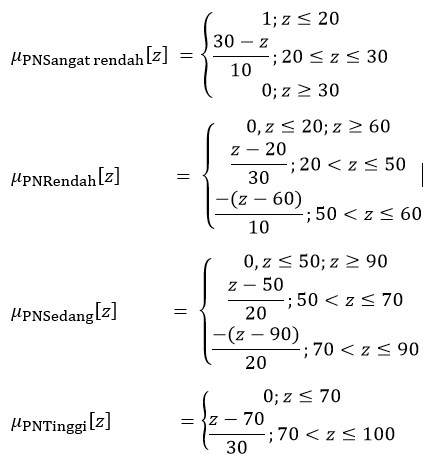 1; z ≤ 20
μPNSangat rendah[z] = { (30 − z)/10 ; 20 ≤ z ≤ 30
0; z ≥ 30
0, z ≤ 20; z ≥ 60
μPNRendah[z] = { (z − 20)/30 ; 20 < z ≤ 50
−(z − 60)/10 ; 50 < z ≤ 60
0, z ≤ 50; z ≥ 90
μPNSedang[z] = { (z − 50)/20 ; 50 < z ≤ 70
−(z − 90)/20 ; 70 < z ≤ 90
0; z ≤ 70
μPNTinggi[z] = { (z − 70)/30 ; 70 < z ≤ 100